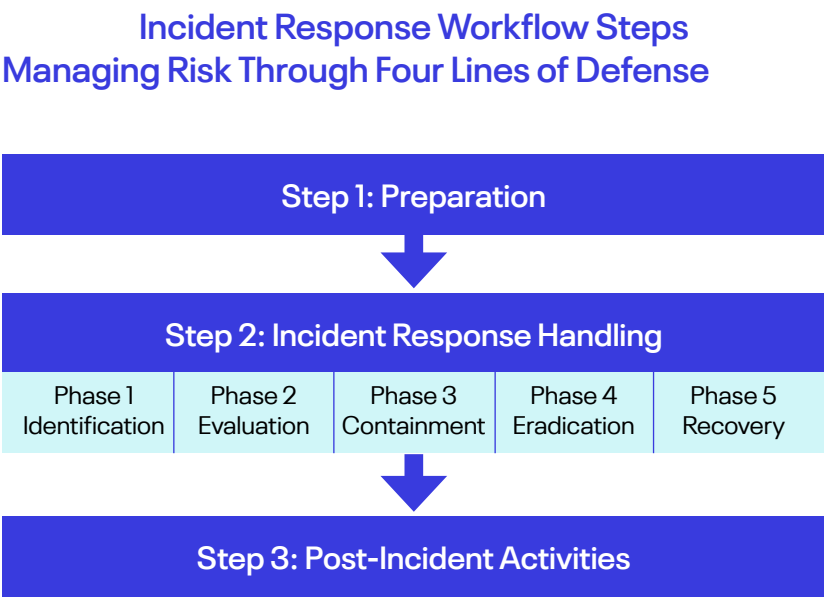 Incident Response Workflow Steps
Managing Risk Through Four Lines of Defense
Step 1: Preparation
Step 2: Incident Response Handling
Phase 1
Identification
Phase 2
Evaluation
Phase 3
Containment
Phase 4
Eradication
Phase 5
Recovery
Step 3: Post-Incident Activities